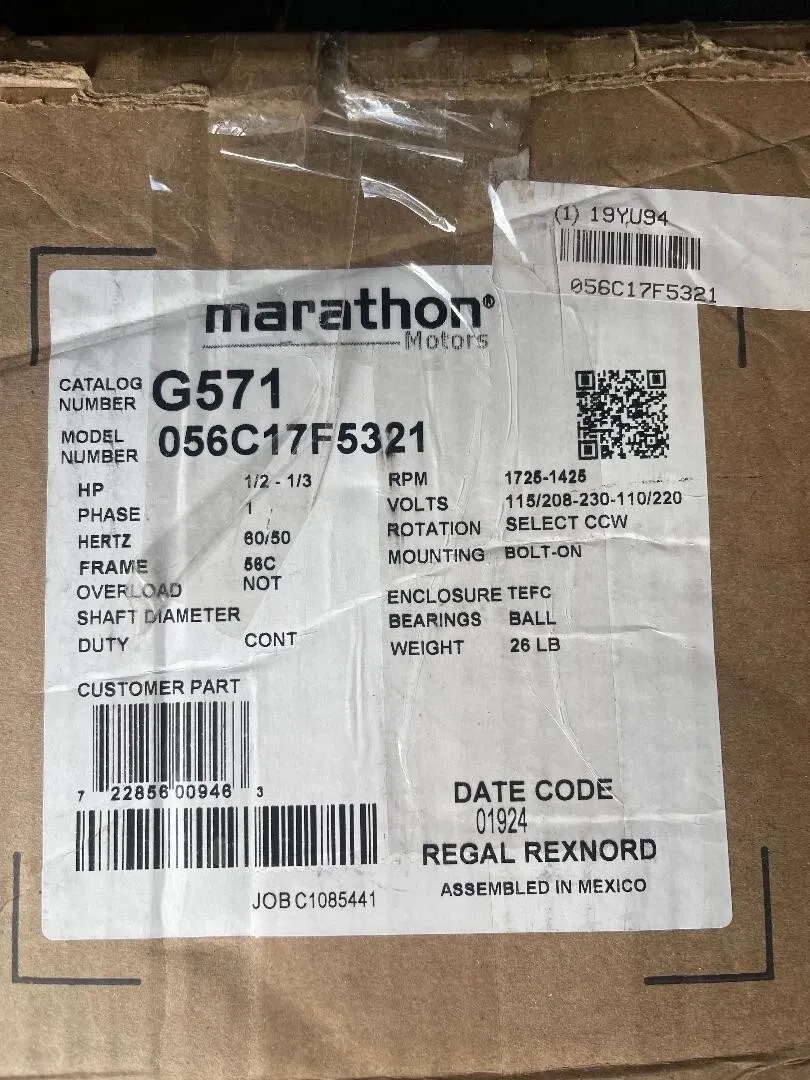 (1) 19YU94
056C17F5321
marathon®
Motors
CATALOG NUMBER G571
MODEL NUMBER 056C17F5321
HP 1/2 - 1/3
PHASE 1
HERTZ 60/50
FRAME 56C
OVERLOAD NOT
SHAFT DIAMETER
DUTY CONT
RPM 1725-1425
VOLTS 115/208-230-110/220
ROTATION SELECT CCW
MOUNTING BOLT-ON
ENCLOSURE TEFC
BEARINGS BALL
WEIGHT 26 LB
CUSTOMER PART
7 22856 00946 3
JOB C1085441
DATE CODE
01924
REGAL REXNORD
ASSEMBLED IN MEXICO